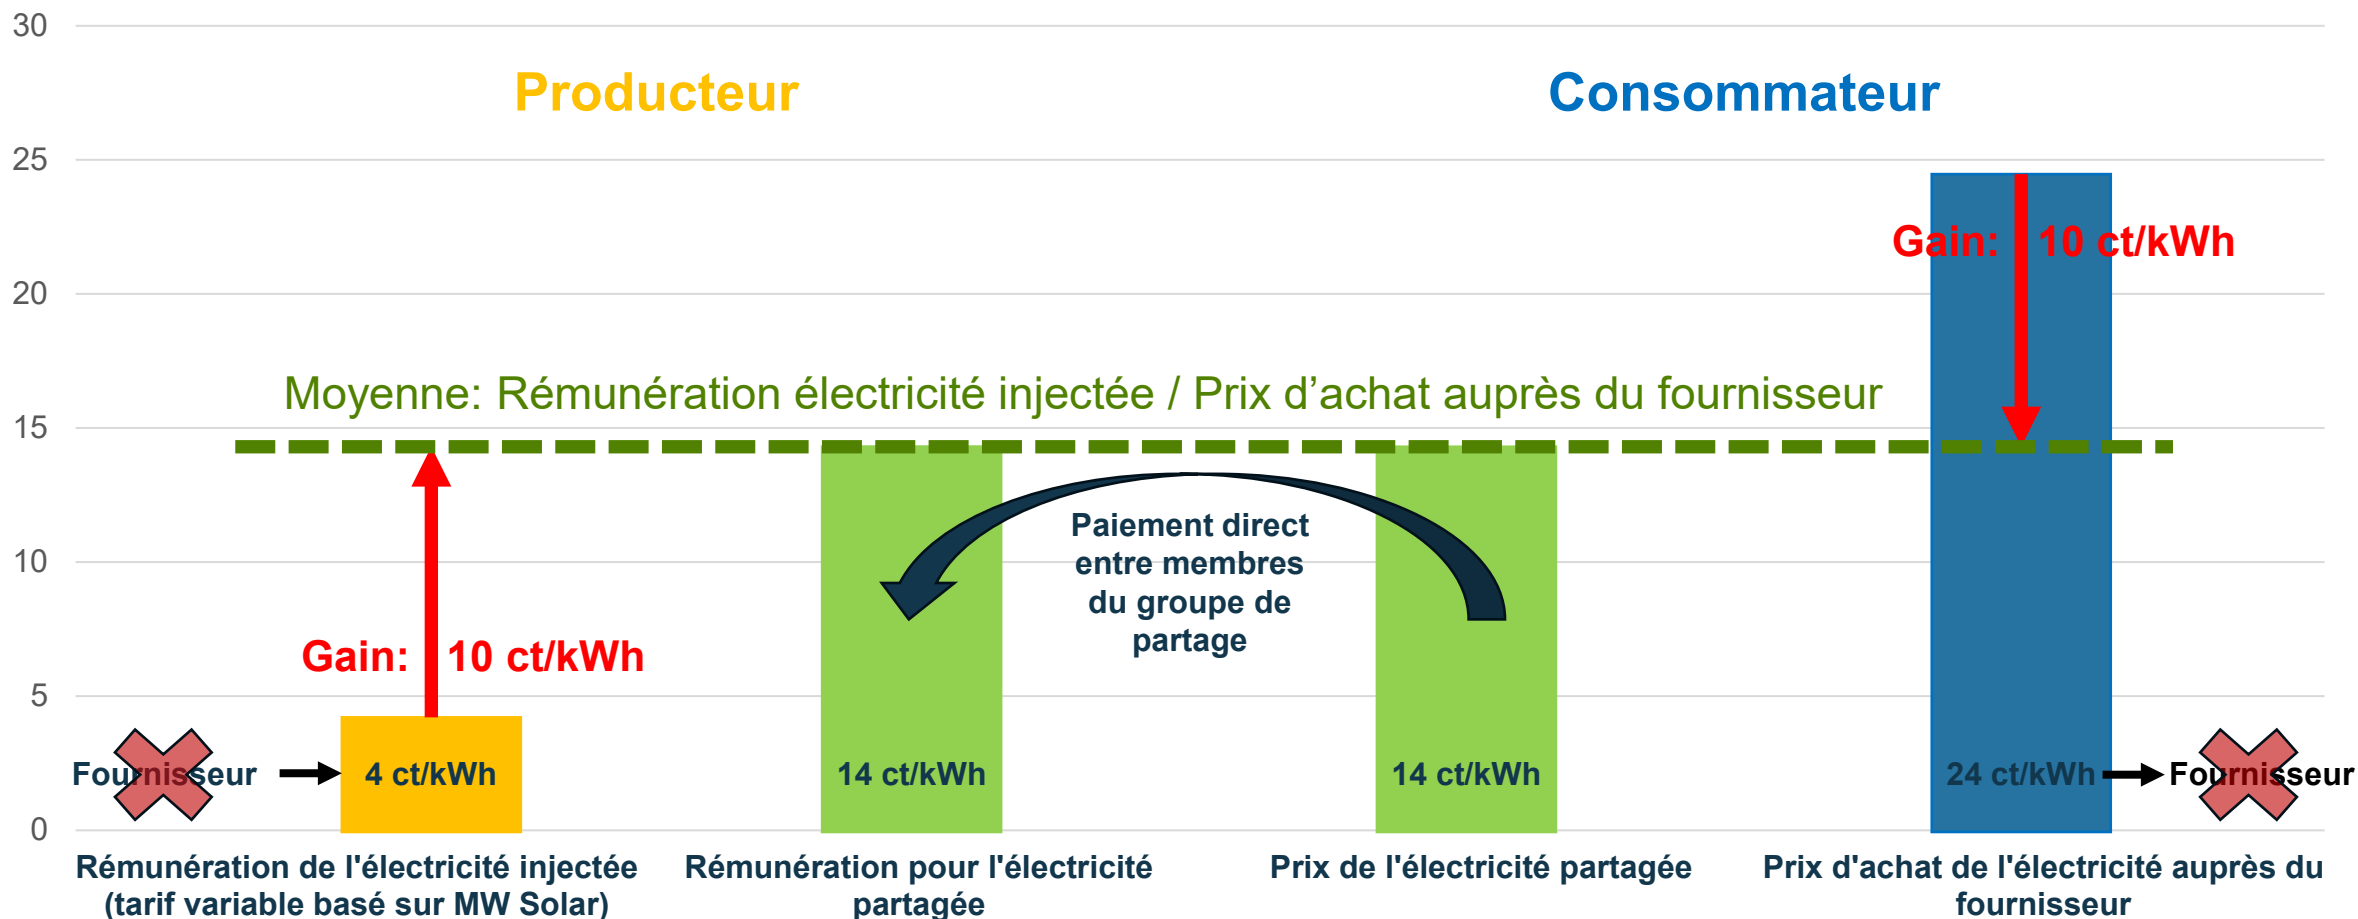 30
Producteur
Consommateur
25
Gain: 10 ct/kWh
20
Moyenne: Rémunération électricité injectée / Prix d’achat auprès du fournisseur
15
Paiement direct
entre membres
du groupe de
partage
10
Gain: 10 ct/kWh
5
Fournisseur
4 ct/kWh
14 ct/kWh
14 ct/kWh
24 ct/kWh
Fournisseur
0
Rémunération de l'électricité injectée
(tarif variable basé sur MW Solar)
Rémunération pour l'électricité
partagée
Prix de l'électricité partagée
Prix d'achat de l'électricité auprès du
fournisseur